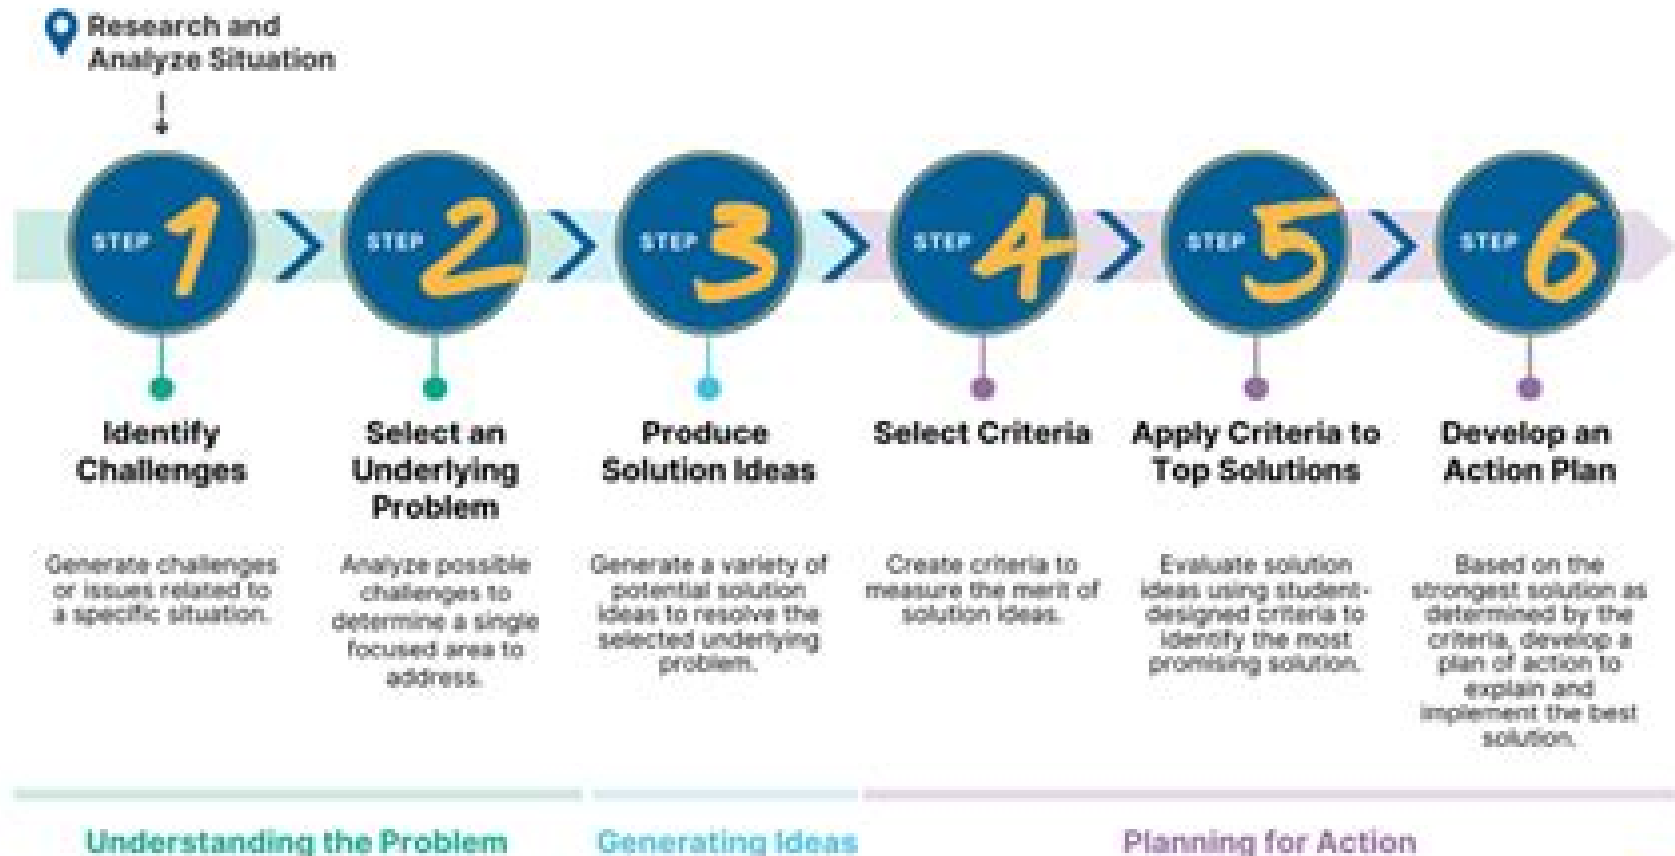 Research and
Analyze Situation
STEP 1
STEP 2
STEP 3
STEP 4
STEP 5
STEP 6
Identify
Challenges
Generate challenges
or issues related to
a specific situation.
Select an
Underlying
Problem
Analyze possible
challenges to
determine a single
focused area to
address.
Produce
Solution Ideas
Generate a variety of
potential solution
ideas to resolve the
selected underlying
problem.
Select Criteria
Create criteria to
measure the merit of
solution ideas.
Apply Criteria to
Top Solutions
Evaluate solution
ideas using student-
designed criteria to
identify the most
promising solution.
Develop an
Action Plan
Based on the
strongest solution as
determined by the
criteria, develop a
plan of action to
explain and
implement the best
solution.
Understanding the Problem
Generating Ideas
Planning for Action